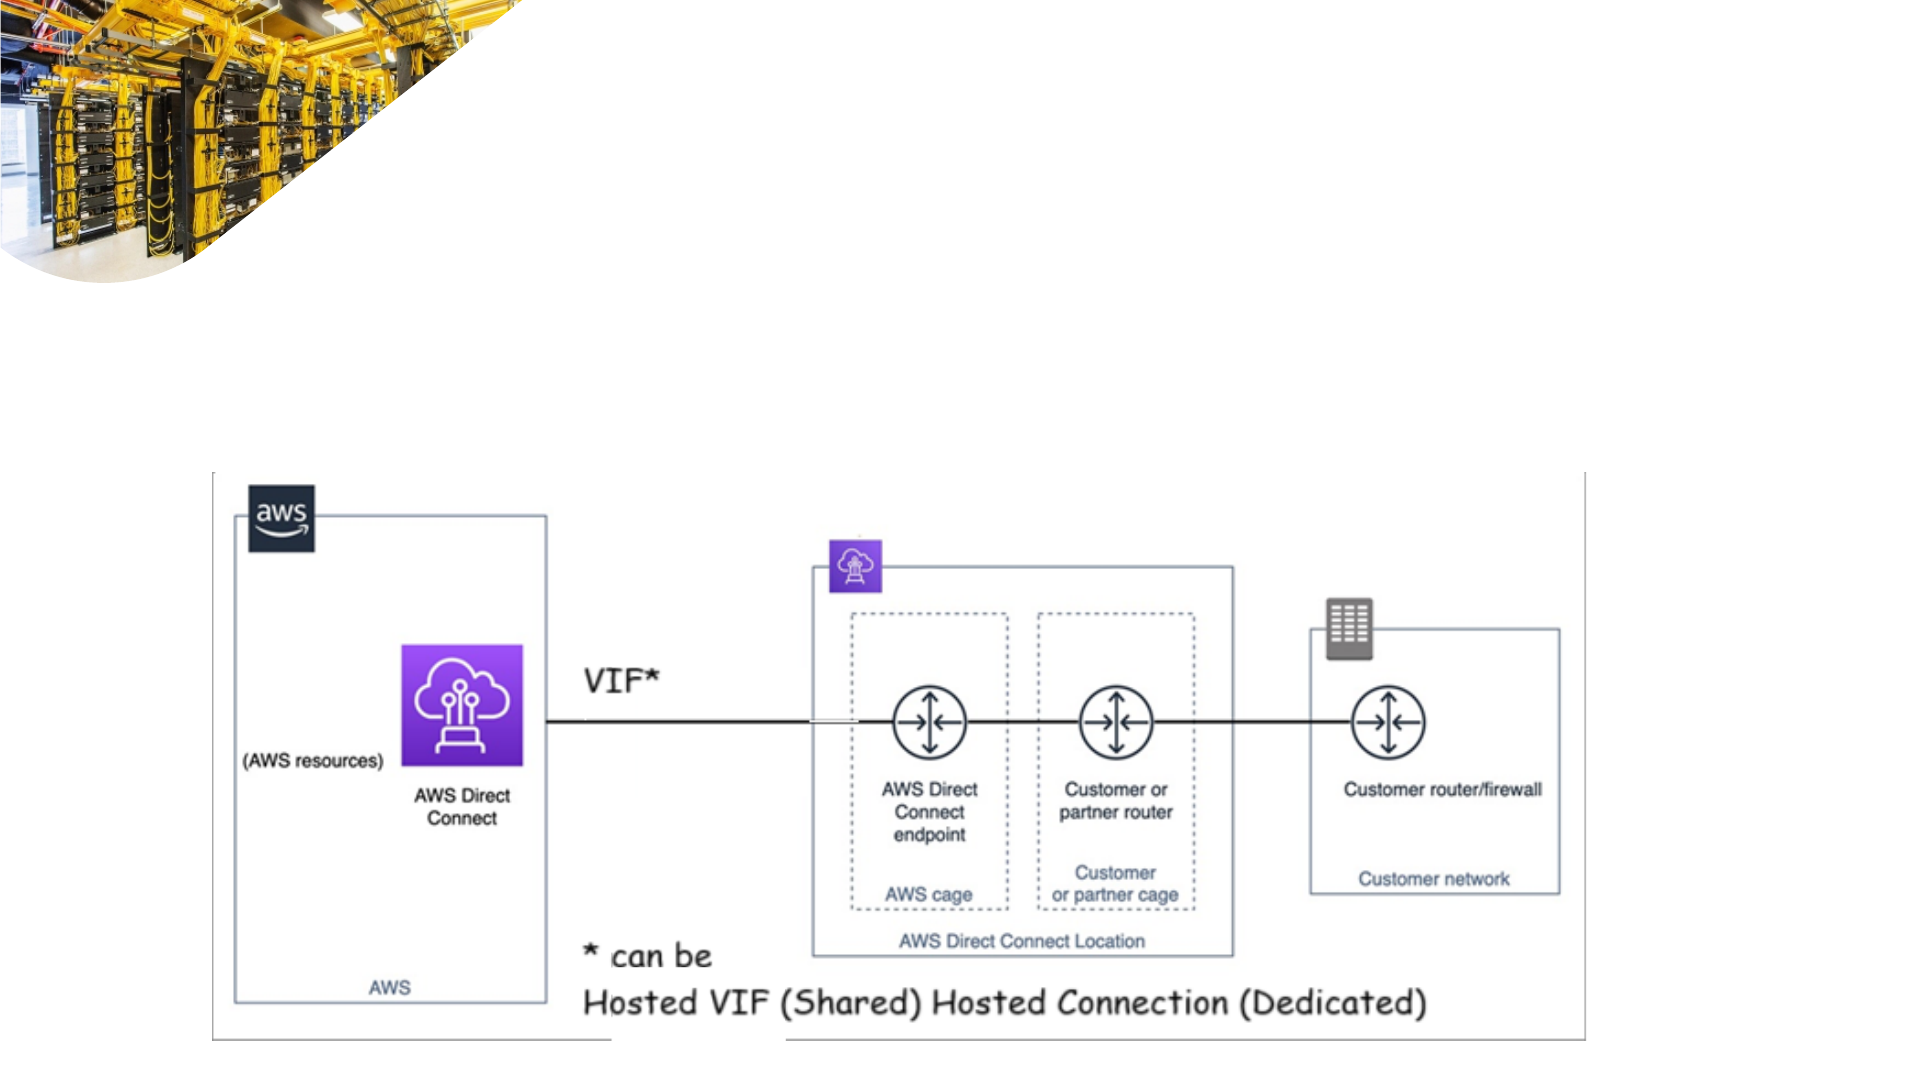 aws
VIF*
(AWS resources)
AWS Direct
Connect
AWS
AWS Direct
Connect
endpoint
AWS cage
Customer or
partner router
Customer
or partner cage
AWS Direct Connect Location
Customer router/firewall
Customer network
* can be
Hosted VIF (Shared) Hosted Connection (Dedicated)